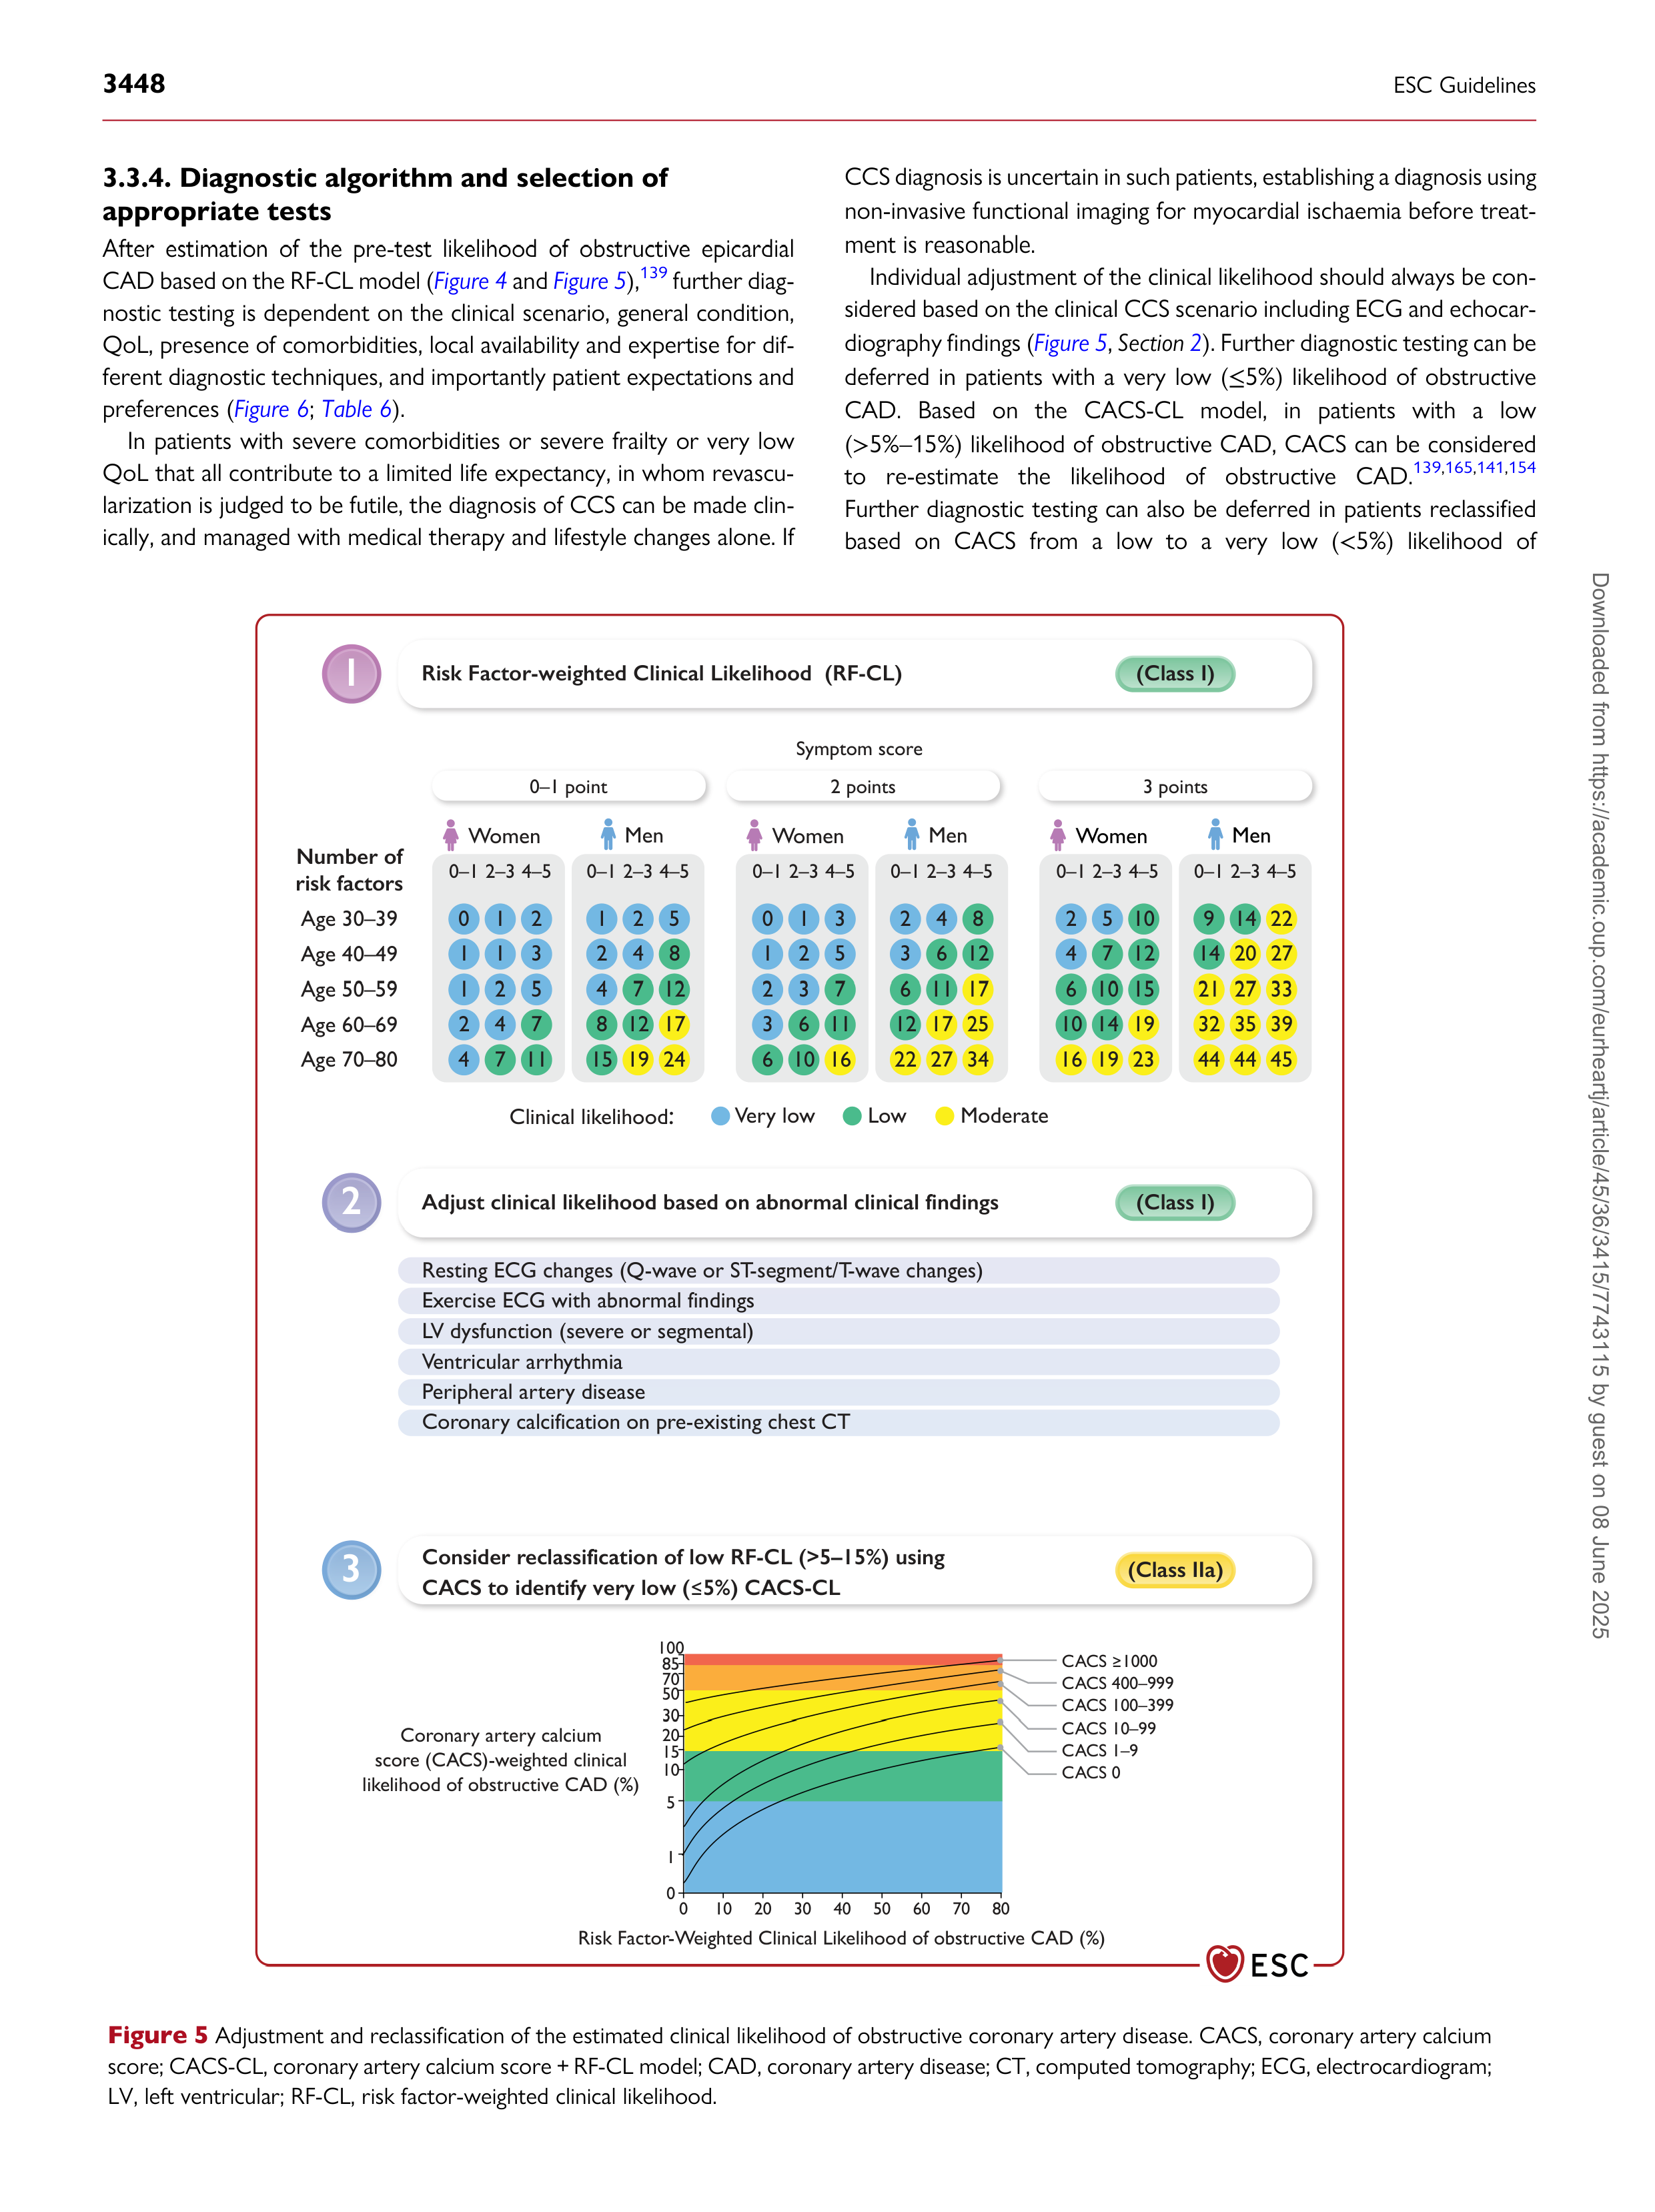 3448
ESC Guidelines
3.3.4. Diagnostic algorithm and selection of
appropriate tests
After estimation of the pre-test likelihood of obstructive epicardial
CAD based on the RF-CL model (Figure 4 and Figure 5),139 further diag-
nostic testing is dependent on the clinical scenario, general condition,
QoL, presence of comorbidities, local availability and expertise for dif-
ferent diagnostic techniques, and importantly patient expectations and
preferences (Figure 6; Table 6).
In patients with severe comorbidities or severe frailty or very low
QoL that all contribute to a limited life expectancy, in whom revascu-
larization is judged to be futile, the diagnosis of CCS can be made clin-
ically, and managed with medical therapy and lifestyle changes alone. If
CCS diagnosis is uncertain in such patients, establishing a diagnosis using
non-invasive functional imaging for myocardial ischaemia before treat-
ment is reasonable.
Individual adjustment of the clinical likelihood should always be con-
sidered based on the clinical CCS scenario including ECG and echocar-
diography findings (Figure 5, Section 2). Further diagnostic testing can be
deferred in patients with a very low (≤5%) likelihood of obstructive
CAD. Based on the CACS-CL model, in patients with a low
(>5%–15%) likelihood of obstructive CAD, CACS can be considered
to re-estimate the likelihood of obstructive CAD.139,165,141,154
Further diagnostic testing can also be deferred in patients reclassified
based on CACS from a low to a very low (<5%) likelihood of
1
Risk Factor-weighted Clinical Likelihood (RF-CL)
(Class I)
Symptom score
0–1 point
2 points
3 points
Women Men Women Men Women Men
Number of
risk factors
0–1 2–3 4–5 0–1 2–3 4–5 0–1 2–3 4–5 0–1 2–3 4–5 0–1 2–3 4–5 0–1 2–3 4–5
Age 30–39 0 1 2 1 2 5 0 1 3 2 4 8 2 5 10 9 14 22
Age 40–49 1 1 3 2 4 8 1 2 5 3 6 12 4 7 12 14 20 27
Age 50–59 1 2 5 4 7 12 2 3 7 6 11 17 6 10 15 21 27 33
Age 60–69 2 4 7 8 12 17 3 6 11 12 17 25 10 14 19 32 35 39
Age 70–80 4 7 11 15 19 24 6 10 16 22 27 34 16 19 23 44 44 45
Clinical likelihood: Very low Low Moderate
2
Adjust clinical likelihood based on abnormal clinical findings
(Class I)
Resting ECG changes (Q-wave or ST-segment/T-wave changes)
Exercise ECG with abnormal findings
LV dysfunction (severe or segmental)
Ventricular arrhythmia
Peripheral artery disease
Coronary calcification on pre-existing chest CT
3
Consider reclassification of low RF-CL (>5–15%) using
CACS to identify very low (≤5%) CACS-CL
(Class IIa)
Coronary artery calcium
score (CACS)-weighted clinical
likelihood of obstructive CAD (%)
100
85
70
50
30
20
15
10
5
1
0
0 10 20 30 40 50 60 70 80
CACS ≥1000
CACS 400–999
CACS 100–399
CACS 10–99
CACS 1–9
CACS 0
Risk Factor-Weighted Clinical Likelihood of obstructive CAD (%)
ESC
Figure 5 Adjustment and reclassification of the estimated clinical likelihood of obstructive coronary artery disease. CACS, coronary artery calcium
score; CACS-CL, coronary artery calcium score + RF-CL model; CAD, coronary artery disease; CT, computed tomography; ECG, electrocardiogram;
LV, left ventricular; RF-CL, risk factor-weighted clinical likelihood.
Downloaded from https://academic.oup.com/eurheartj/article/45/36/3415/7743115 by guest on 08 June 2025